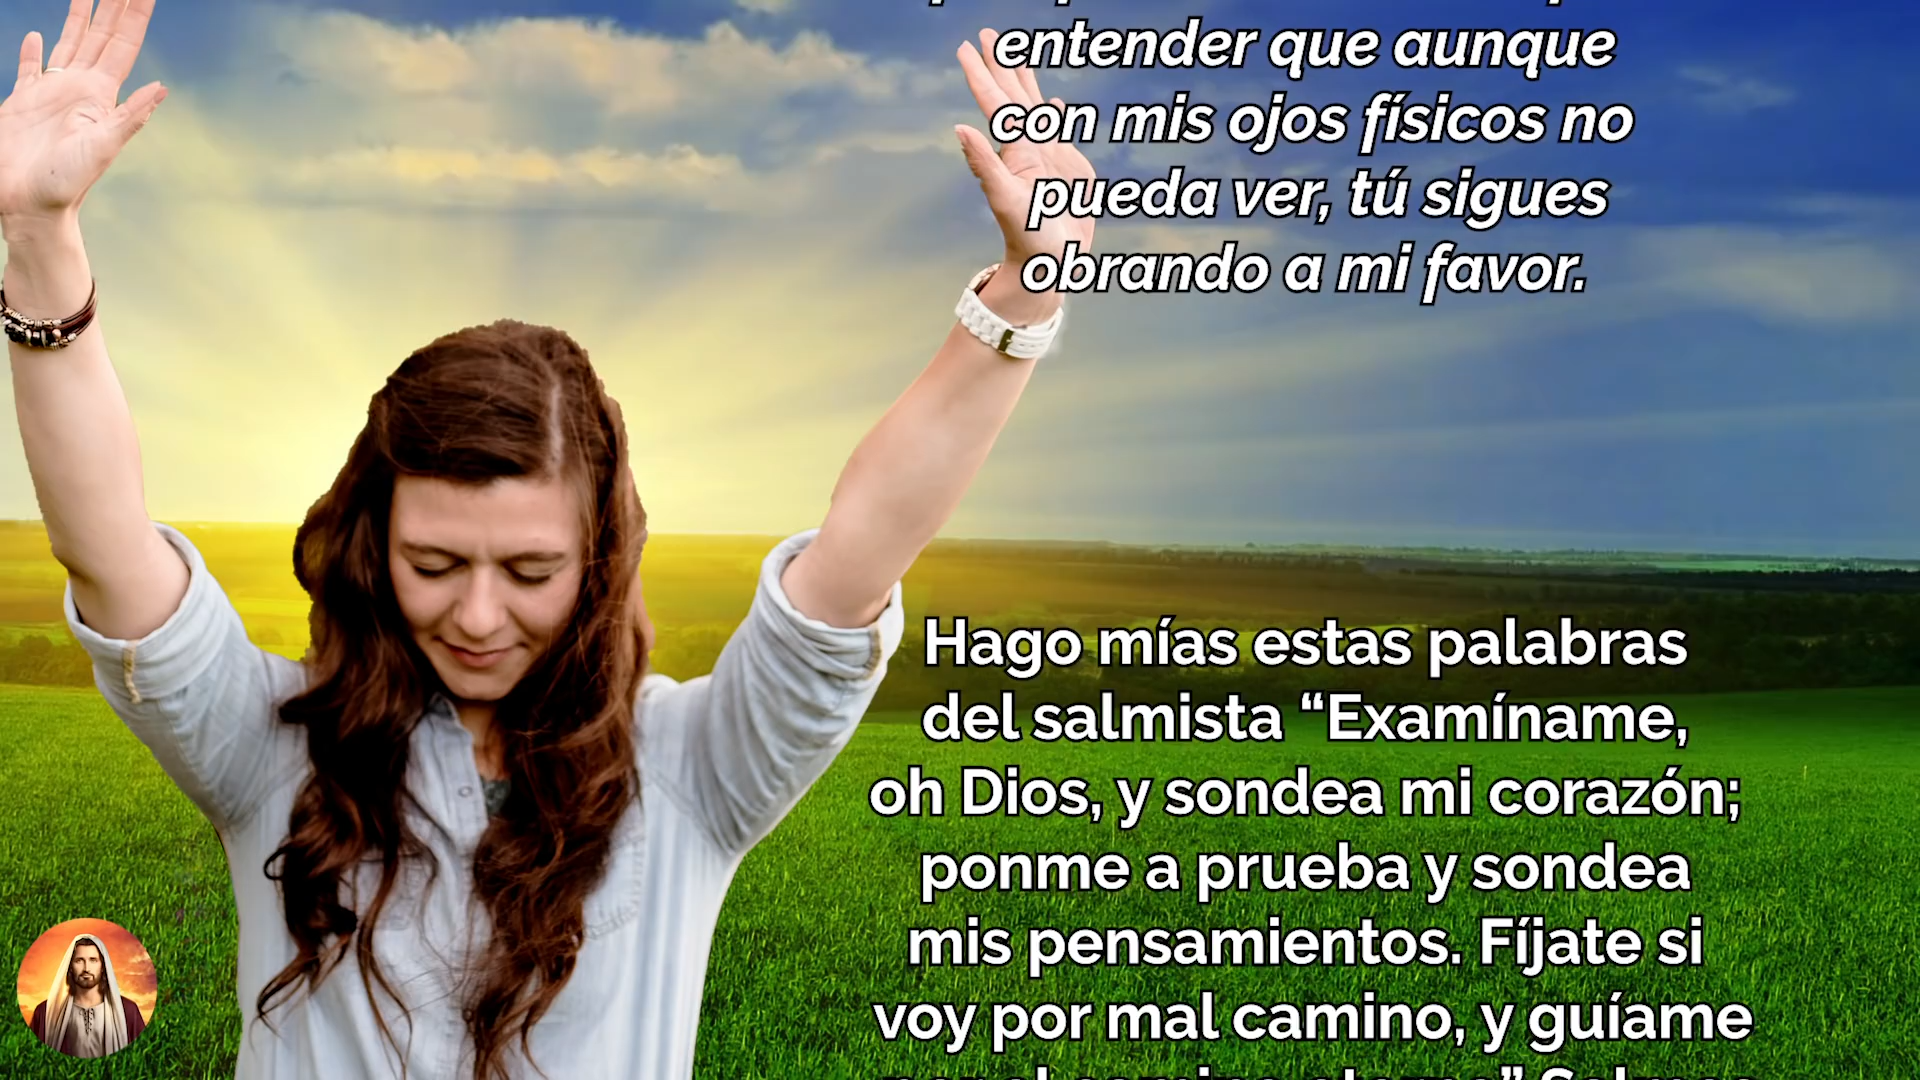 entender que aunque
con mis ojos físicos no
pueda ver, tú sigues
obrando a mi favor.
Hago mías estas palabras
del salmista “Examíname,
oh Dios, y sondea mi corazón;
ponme a prueba y sondea
mis pensamientos. Fíjate si
voy por mal camino, y guíame